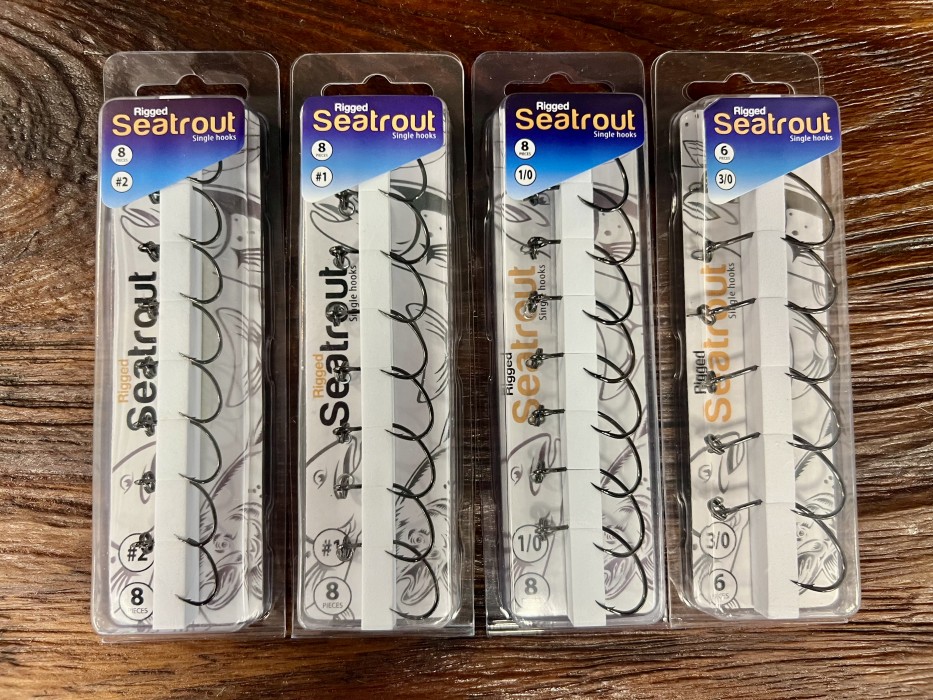 Rigged
Seatrout
Single hooks
8
PIECES
#2
Rigged
Seatrout
#2
8
PIECES
Rigged
Seatrout
Single hooks
8
PIECES
#1
Rigged
Seatrout
Single hooks
#1
8
PIECES
Rigged
Seatrout
Single hooks
8
PIECES
1/0
Rigged
Seatrout
Single hooks
1/0
8
Rigged
Seatrout
Single hooks
6
PIECES
3/0
Rigged
Seatrout
Single hooks
3/0
6
PIECES